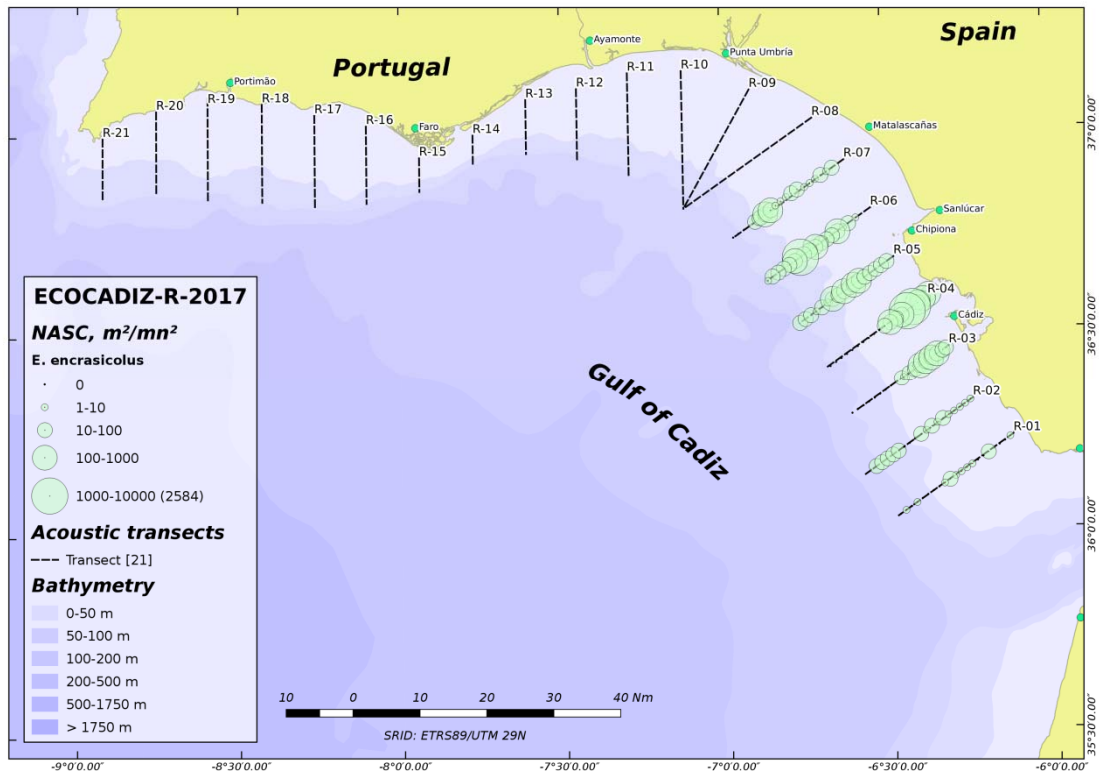 Spain
Portugal
Ayamonte
Punta Umbría
Portimão
Matalascañas
Faro
Sanlúcar
Chipiona
Cádiz
R-21
R-20
R-19
R-18
R-17
R-16
R-15
R-14
R-13
R-12
R-11
R-10
R-09
R-08
R-07
R-06
R-05
R-04
R-03
R-02
R-01
Gulf of Cadiz
ECOCADIZ-R-2017
NASC, m²/mn²
E. encrasicolus
0
1-10
10-100
100-1000
1000-10000 (2584)
Acoustic transects
Transect [21]
Bathymetry
0-50 m
50-100 m
100-200 m
200-500 m
500-1750 m
> 1750 m
10 0 10 20 30 40 Nm
SRID: ETRS89/UTM 29N
37°0'0.00"
36°30'0.00"
36°0'0.00"
35°30'0.00"
-9°0'0.00" -8°30'0.00" -8°0'0.00" -7°30'0.00" -7°0'0.00" -6°30'0.00" -6°0'0.00"